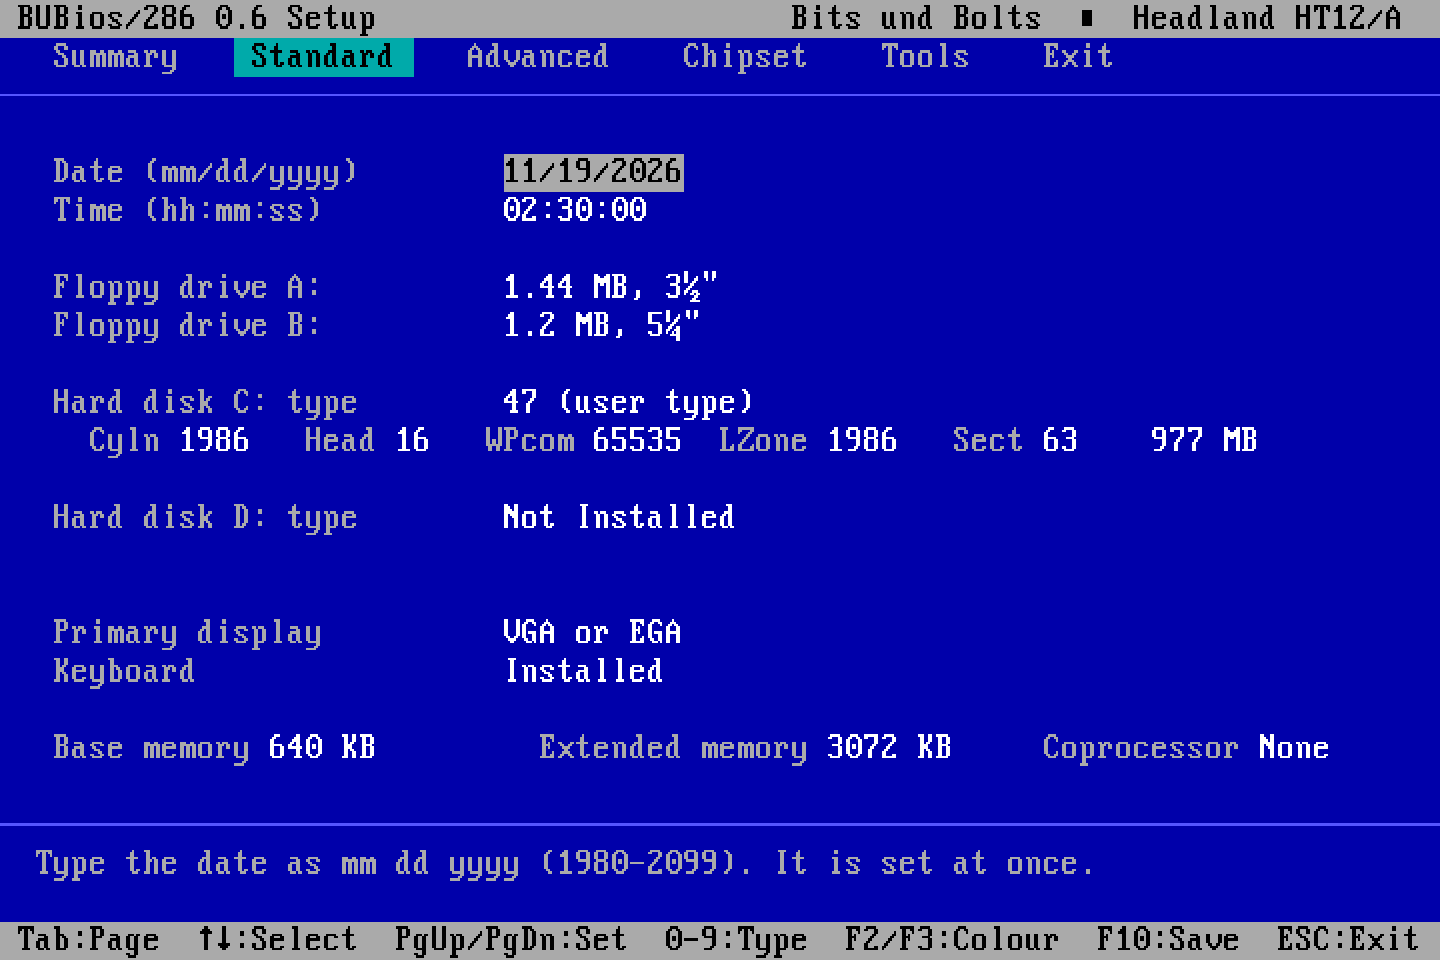 BUBios/286 0.6 Setup Bits und Bolts ∎ Headland HT12/A
Summary Standard Advanced Chipset Tools Exit
Date (mm/dd/yyyy) 11/19/2026
Time (hh:mm:ss) 02:30:00
Floppy drive A: 1.44 MB, 3½"
Floppy drive B: 1.2 MB, 5¼"
Hard disk C: type 47 (user type)
Cyln 1986 Head 16 WPcom 65535 LZone 1986 Sect 63 977 MB
Hard disk D: type Not Installed
Primary display VGA or EGA
Keyboard Installed
Base memory 640 KB Extended memory 3072 KB Coprocessor None
Type the date as mm dd yyyy (1980-2099). It is set at once.
Tab:Page ↑↓:Select PgUp/PgDn:Set 0-9:Type F2/F3:Colour F10:Save ESC:Exit